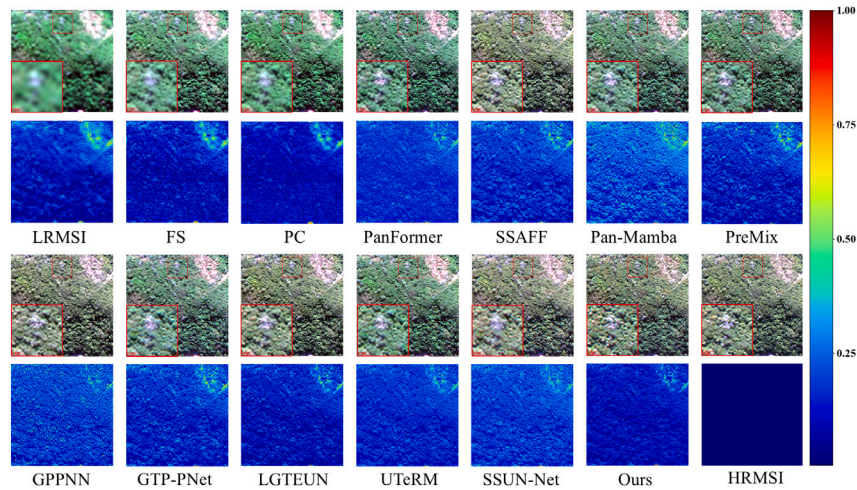 1.00
0.75
0.50
0.25
LRMSI FS PC PanFormer SSAFF Pan-Mamba PreMix
GPPNN GTP-PNet LGTEUN UTeRM SSUN-Net Ours HRMSI